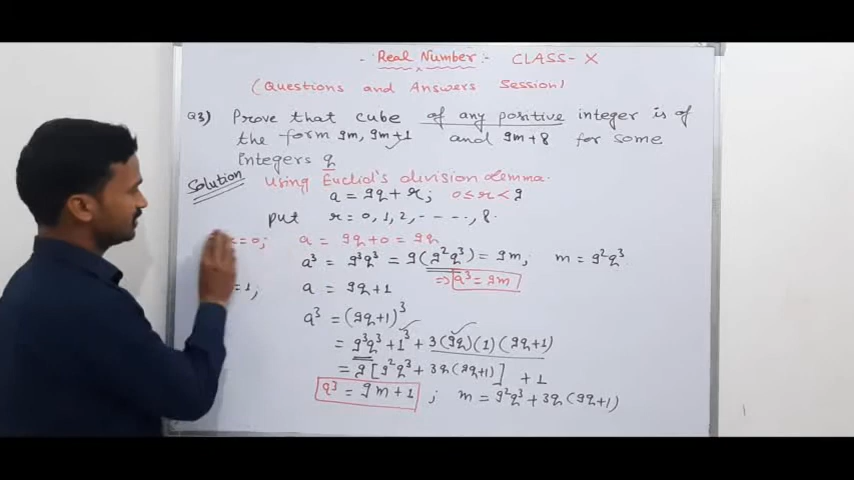 Real Number :- CLASS- X
(Questions and Answers Session)
Q3) Prove that cube of any positive integer is of
the form 9m, 9m+1 and 9m+8 for some
integers q
Solution Using Euclid's division lemma.
a = 9q + r; 0≤r<9
put r = 0, 1, 2, - - - - -, 8.
=0; a = 9q+0 = 9q
a³ = 9³q³ = 9(9²q³) = 9m, m = 9²q³
⇒ a³ = 9m
=1; a = 9q+1
a³ = (9q+1)³
= 9³q³ + 1³ + 3(9q)(1)(9q+1)
= 9[9²q³ + 3q(9q+1)] + 1
a³ = 9m+1 ; m = 9²q³ + 3q(9q+1)